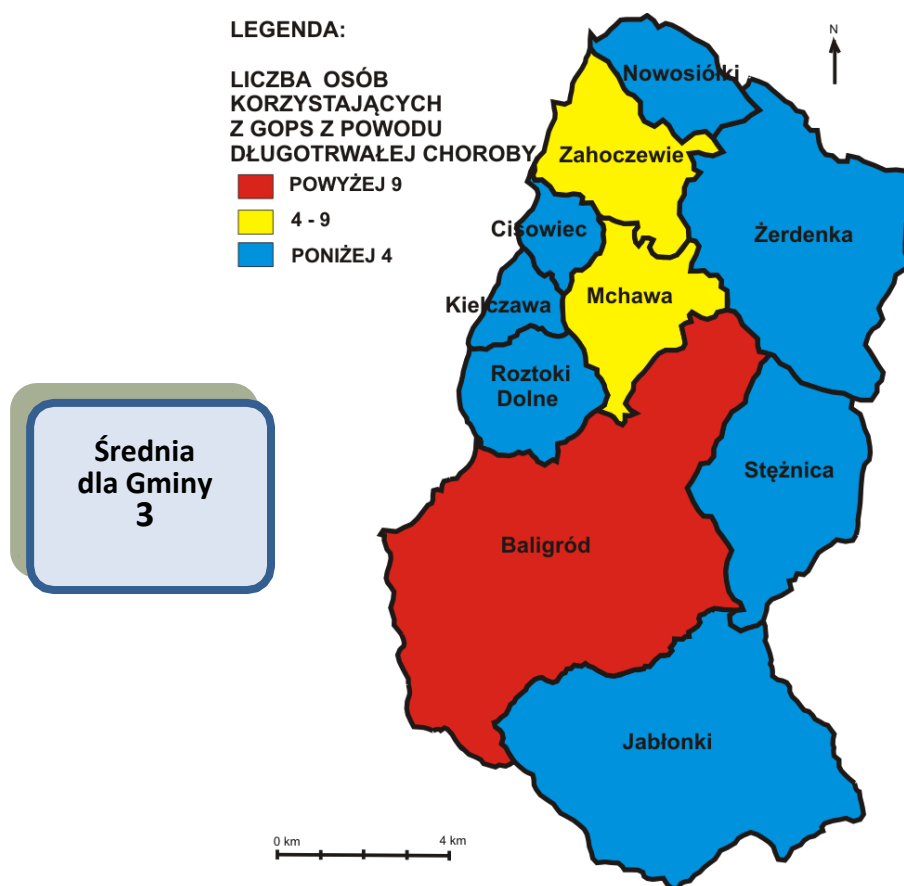 LEGENDA:
LICZBA OSÓB
KORZYSTAJĄCYCH
Z GOPS Z POWODU
DŁUGOTRWAŁEJ CHOROBY
POWYŻEJ 9
4 - 9
PONIŻEJ 4
N
Nowosiółki
Zahoczewie
Cisowiec
Żerdenka
Kielczawa
Mchawa
Roztoki
Dolne
Stężnica
Baligród
Jabłonki
Średnia
dla Gminy
3
0 km
4 km